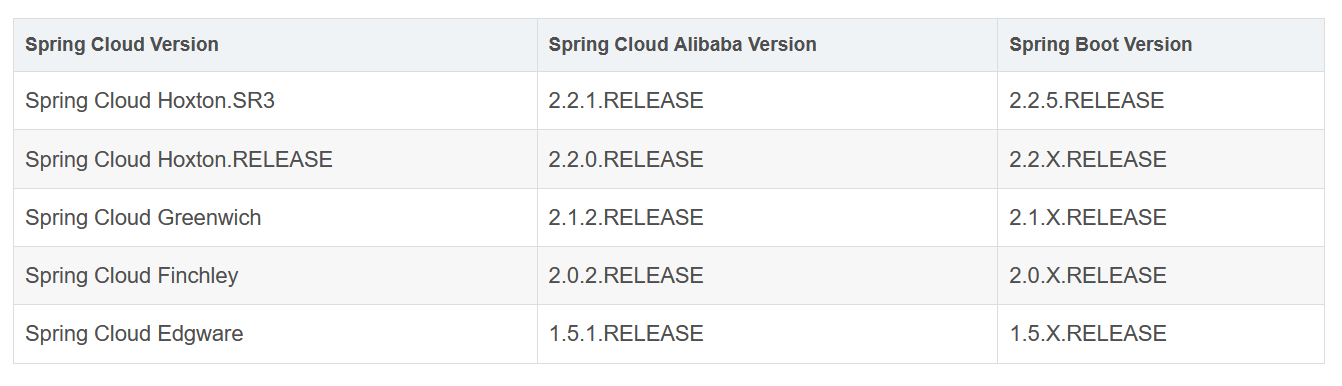 Spring Cloud Version Spring Cloud Alibaba Version Spring Boot Version
Spring Cloud Hoxton.SR3 2.2.1.RELEASE 2.2.5.RELEASE
Spring Cloud Hoxton.RELEASE 2.2.0.RELEASE 2.2.X.RELEASE
Spring Cloud Greenwich 2.1.2.RELEASE 2.1.X.RELEASE
Spring Cloud Finchley 2.0.2.RELEASE 2.0.X.RELEASE
Spring Cloud Edgware 1.5.1.RELEASE 1.5.X.RELEASE